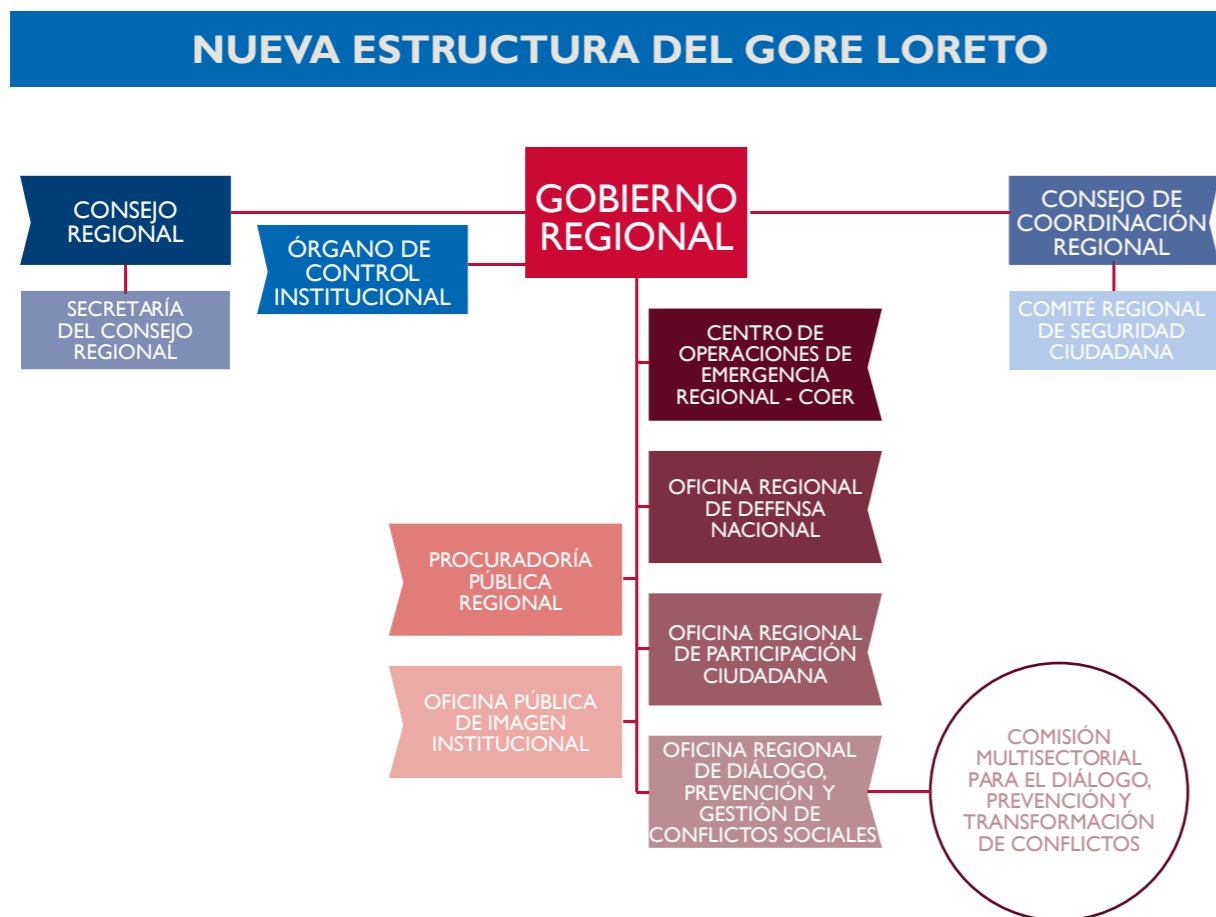 NUEVA ESTRUCTURA DEL GORE LORETO
CONSEJO
REGIONAL
SECRETARÍA
DEL CONSEJO
REGIONAL
ÓRGANO DE
CONTROL
INSTITUCIONAL
GOBIERNO
REGIONAL
CONSEJO DE
COORDINACIÓN
REGIONAL
COMITÉ REGIONAL
DE SEGURIDAD
CIUDADANA
CENTRO DE
OPERACIONES DE
EMERGENCIA
REGIONAL - COER
OFICINA REGIONAL
DE DEFENSA
NACIONAL
PROCURADORÍA
PÚBLICA
REGIONAL
OFICINA REGIONAL
DE PARTICIPACIÓN
CIUDADANA
OFICINA PÚBLICA
DE IMAGEN
INSTITUCIONAL
OFICINA REGIONAL
DE DIÁLOGO,
PREVENCIÓN Y
GESTIÓN DE
CONFLICTOS SOCIALES
COMISIÓN
MULTISECTORIAL
PARA EL DIÁLOGO,
PREVENCIÓN Y
TRANSFORMACIÓN
DE CONFLICTOS